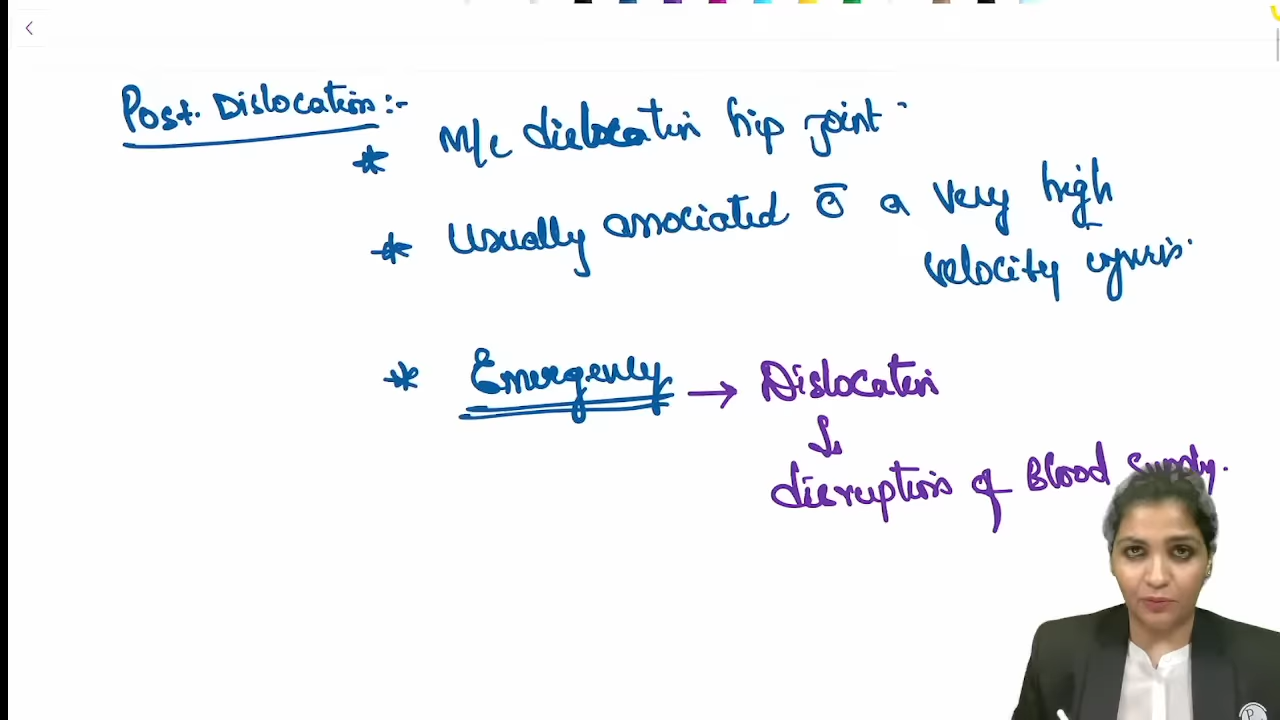 Post. Dislocation :-
* M/c dislocation hip joint
* Usually associated c̄ a very high
velocity injuries.
* Emergency → Dislocation
↓
disruption of Blood supply.
P